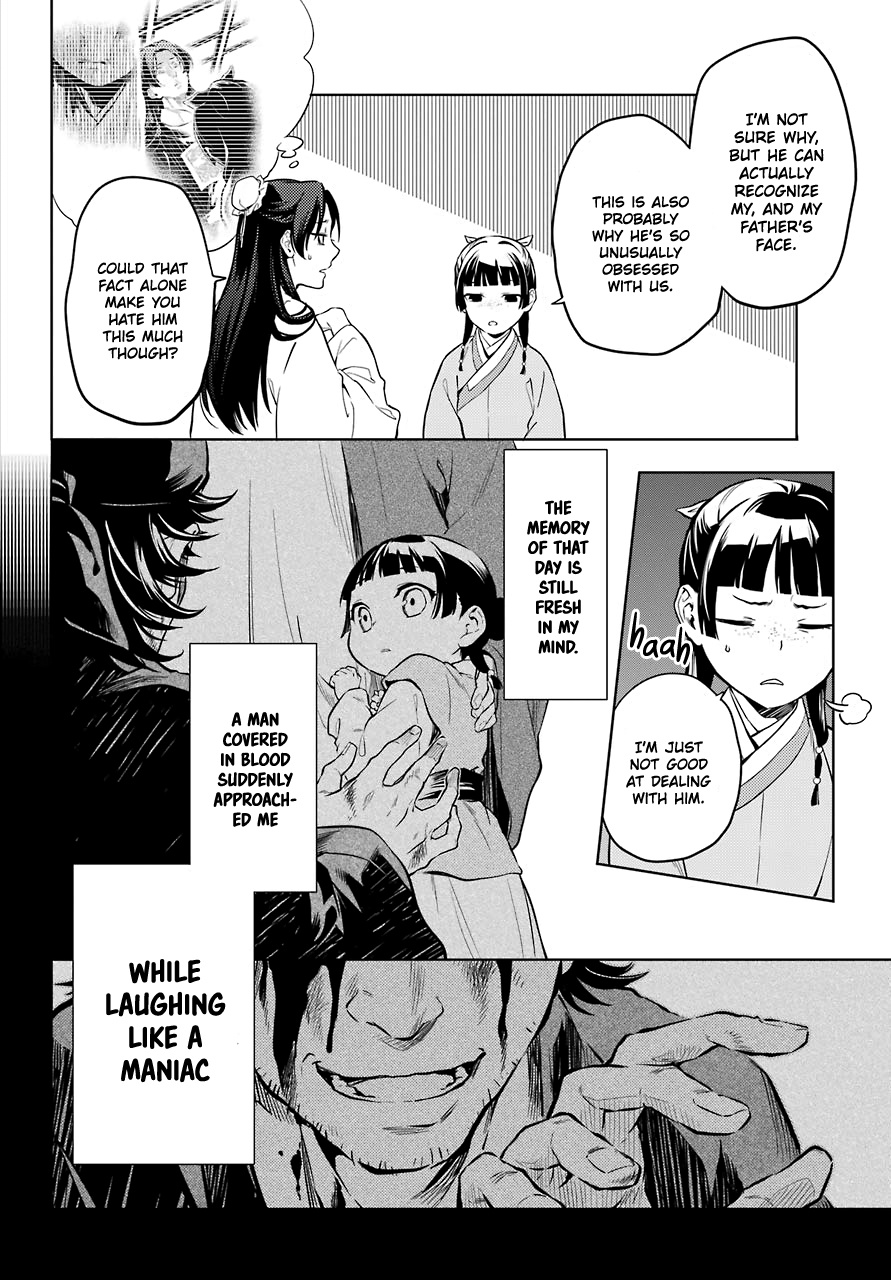 I'M NOT
SURE WHY,
BUT HE CAN
ACTUALLY
RECOGNIZE
MY, AND MY
FATHER'S
FACE.
THIS IS ALSO
PROBABLY
WHY HE'S SO
UNUSUALLY
OBSESSED
WITH US.
COULD THAT
FACT ALONE
MAKE YOU
HATE HIM
THIS MUCH
THOUGH?
haah
I'M JUST
NOT GOOD
AT DEALING
WITH HIM.
THE
MEMORY
OF THAT
DAY IS
STILL
FRESH
IN MY
MIND.
A MAN
COVERED
IN BLOOD
SUDDENLY
APPROACH-
ED ME
WHILE
LAUGHING
LIKE A
MANIAC